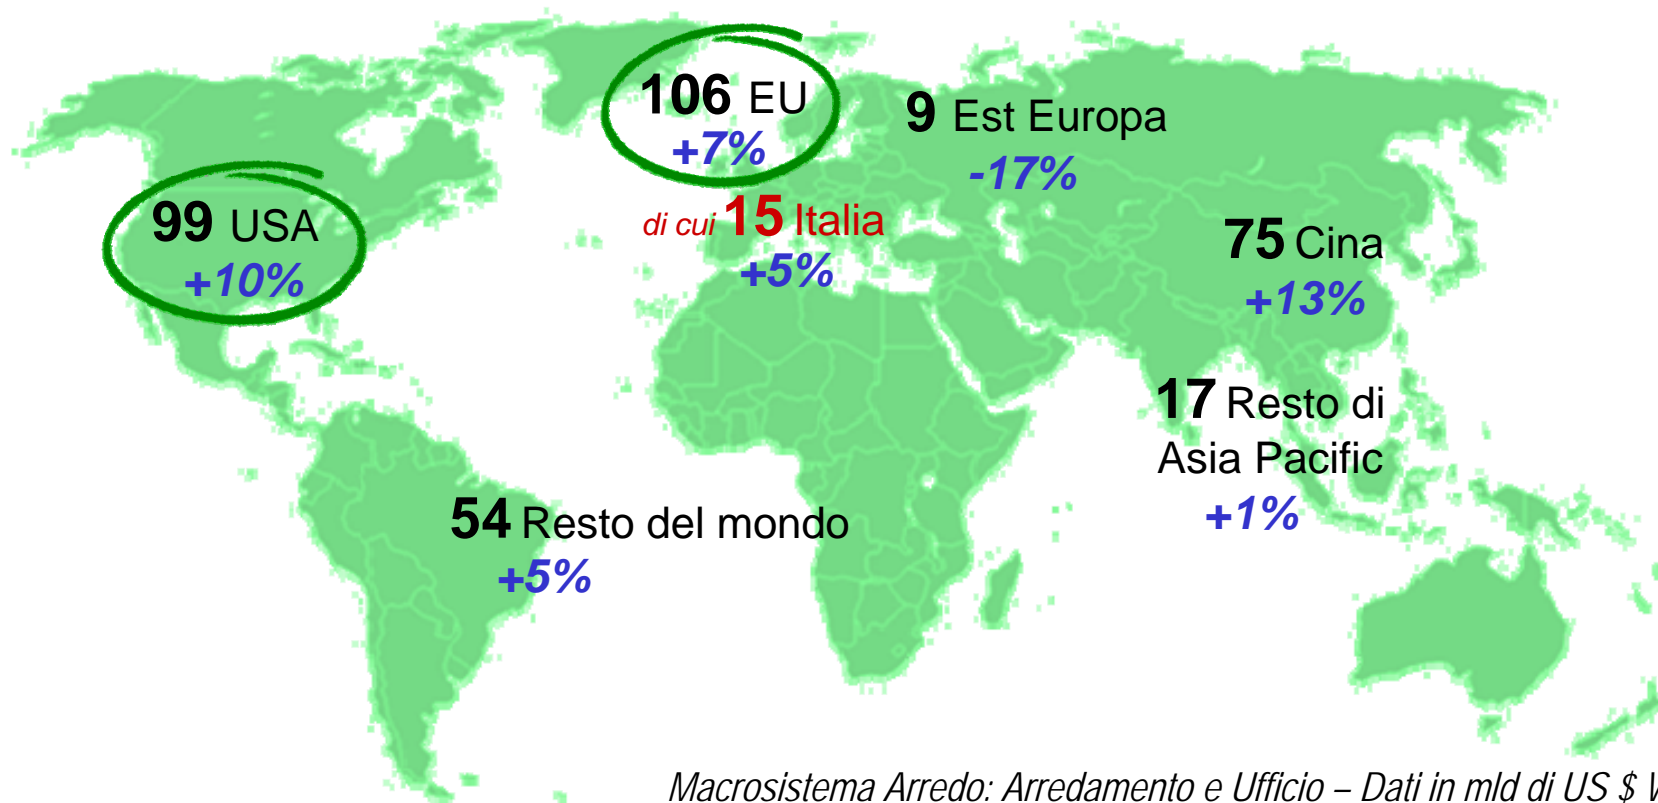 106 EU
+7%
9 Est Europa
-17%
99 USA
+10%
di cui 15 Italia
+5%
75 Cina
+13%
17 Resto di
Asia Pacific
+1%
54 Resto del mondo
+5%
Macrosistema Arredo: Arredamento e Ufficio – Dati in mld di US $